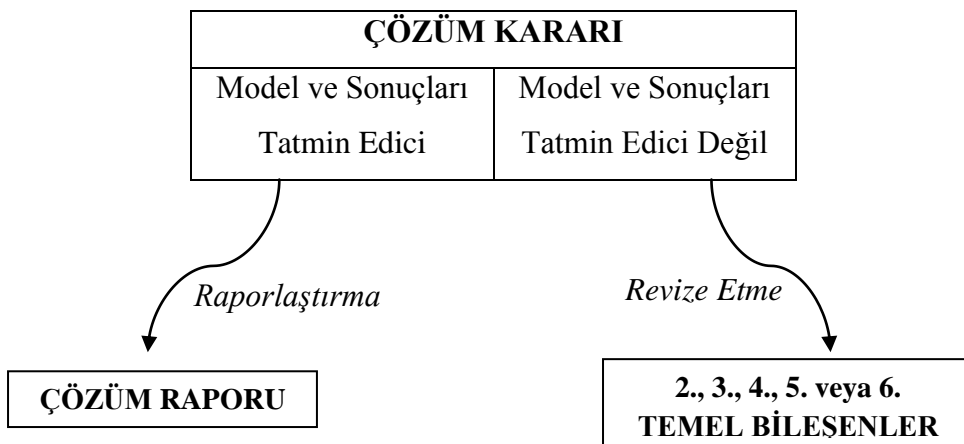 ÇÖZÜM KARARI
Model ve Sonuçları
Tatmin Edici
Model ve Sonuçları
Tatmin Edici Değil
Raporlaştırma
Revize Etme
ÇÖZÜM RAPORU
2., 3., 4., 5. veya 6.
TEMEL BİLEŞENLER